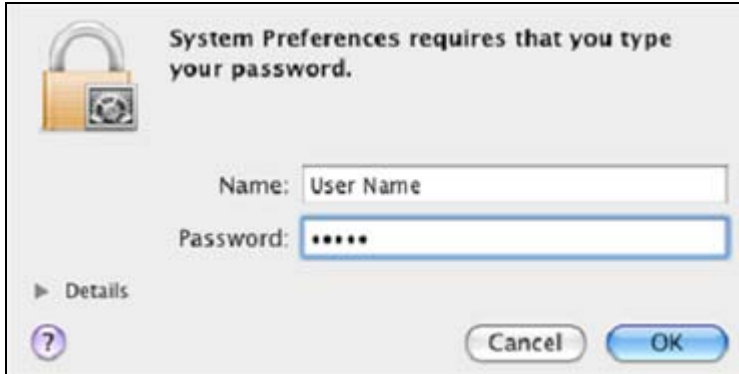 System Preferences requires that you type
your password.
Name: User Name
Password: •••••
Details
?
Cancel OK